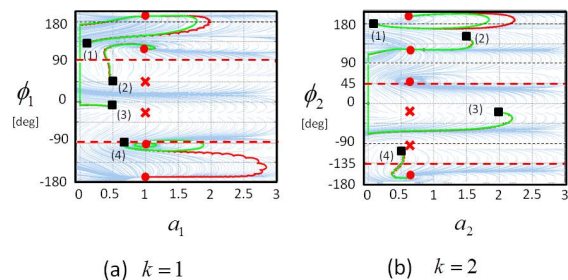 180
90
0
-90
-180
ϕ1
[deg]
(1)
(2)
(3)
(4)
0 0.5 1 1.5 2 2.5 3
a1
(a) k = 1
180
90
45
0
-90
-135
-180
ϕ2
[deg]
(1)
(2)
(3)
(4)
0 0.5 1 1.5 2 2.5 3
a2
(b) k = 2